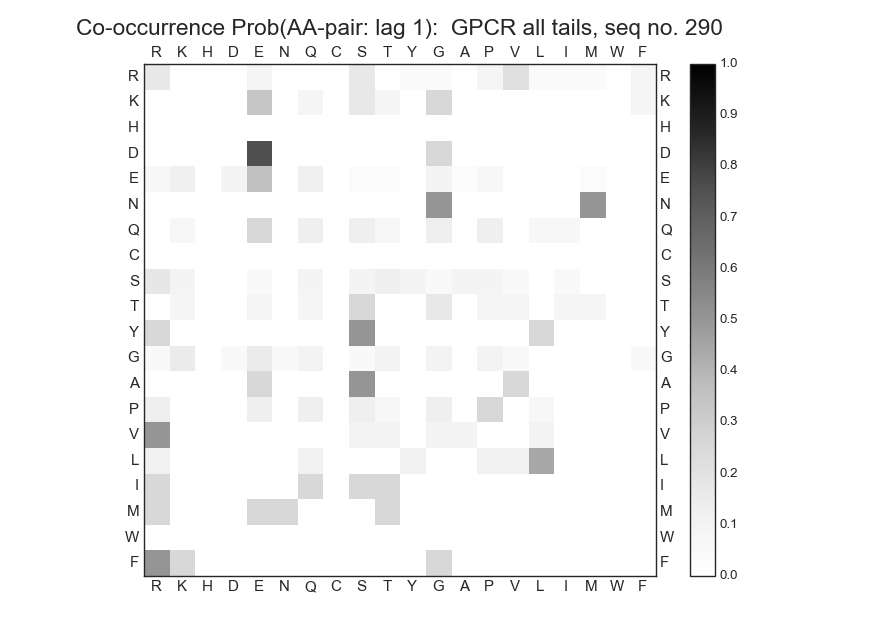 Co-occurrence Prob(AA-pair: lag 1):  GPCR all tails, seq no. 290
R K H D E N Q C S T Y G A P V L I M W F
R R 1.0
K K 0.9
H H
D D 0.8
E E
N N 0.7
Q Q
C C 0.6
S S
T T 0.5
Y Y
G G 0.4
A A
P P 0.3
V V
L L 0.2
I I
M M 0.1
W W
F F 0.0
R K H D E N Q C S T Y G A P V L I M W F